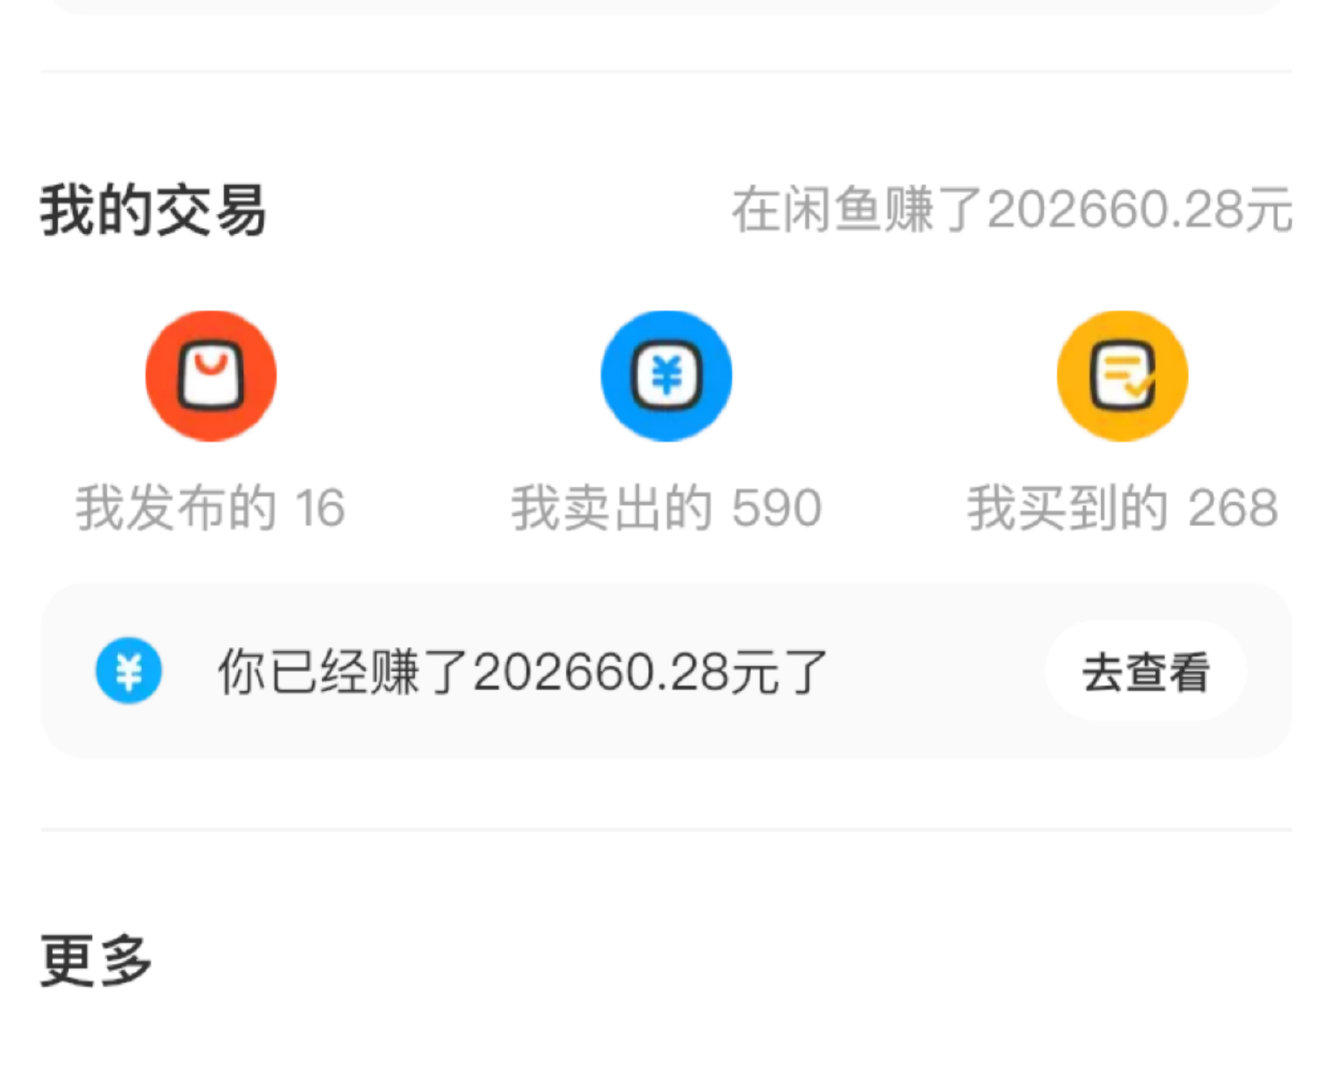 我的交易 在闲鱼赚了202660.28元
¥
我发布的 16 我卖出的 590 我买到的 268
¥ 你已经赚了202660.28元了 去查看
更多